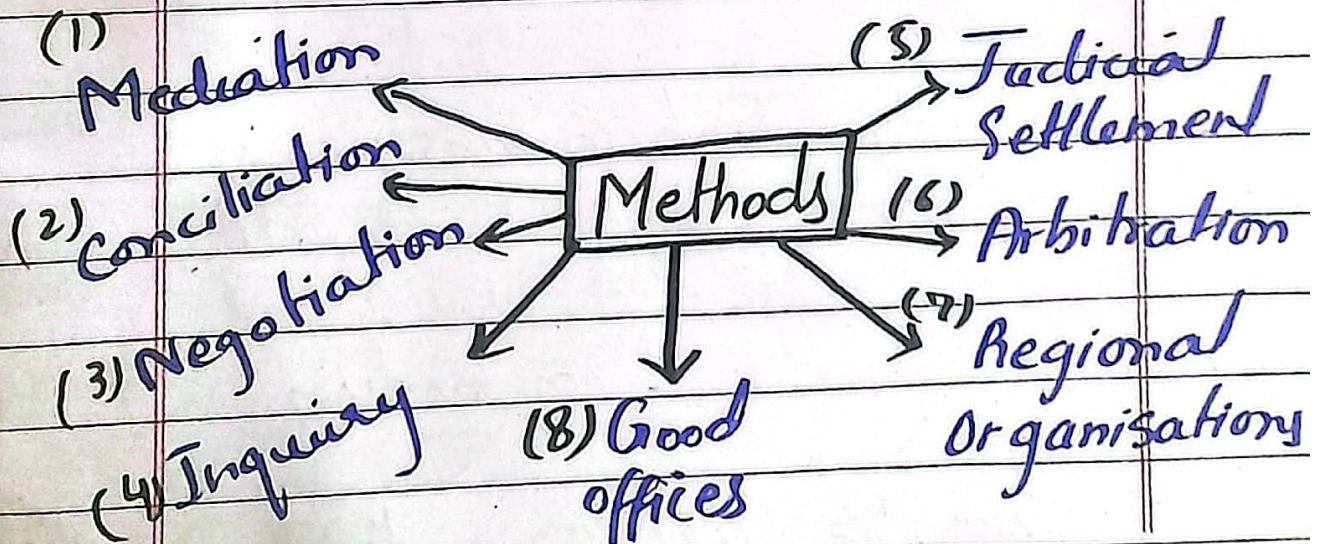 (1)
Mediation
(2) Conciliation
(3) Negotiation
(4) Inquiry
Methods
(5) Judicial
Settlement
(6)
Arbitration
(7) Regional
Organisations
(8) Good
offices